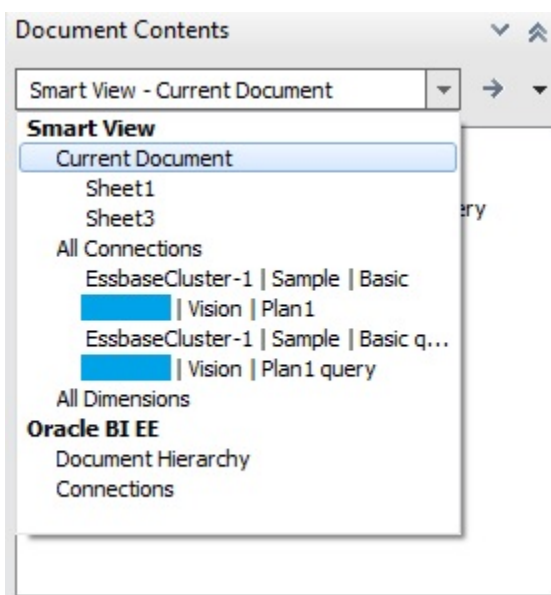 Document Contents
Smart View - Current Document
Smart View
Current Document
Sheet1
Sheet3
All Connections
EssbaseCluster-1 | Sample | Basic
| Vision | Plan1
EssbaseCluster-1 | Sample | Basic q...
| Vision | Plan1 query
All Dimensions
Oracle BI EE
Document Hierarchy
Connections